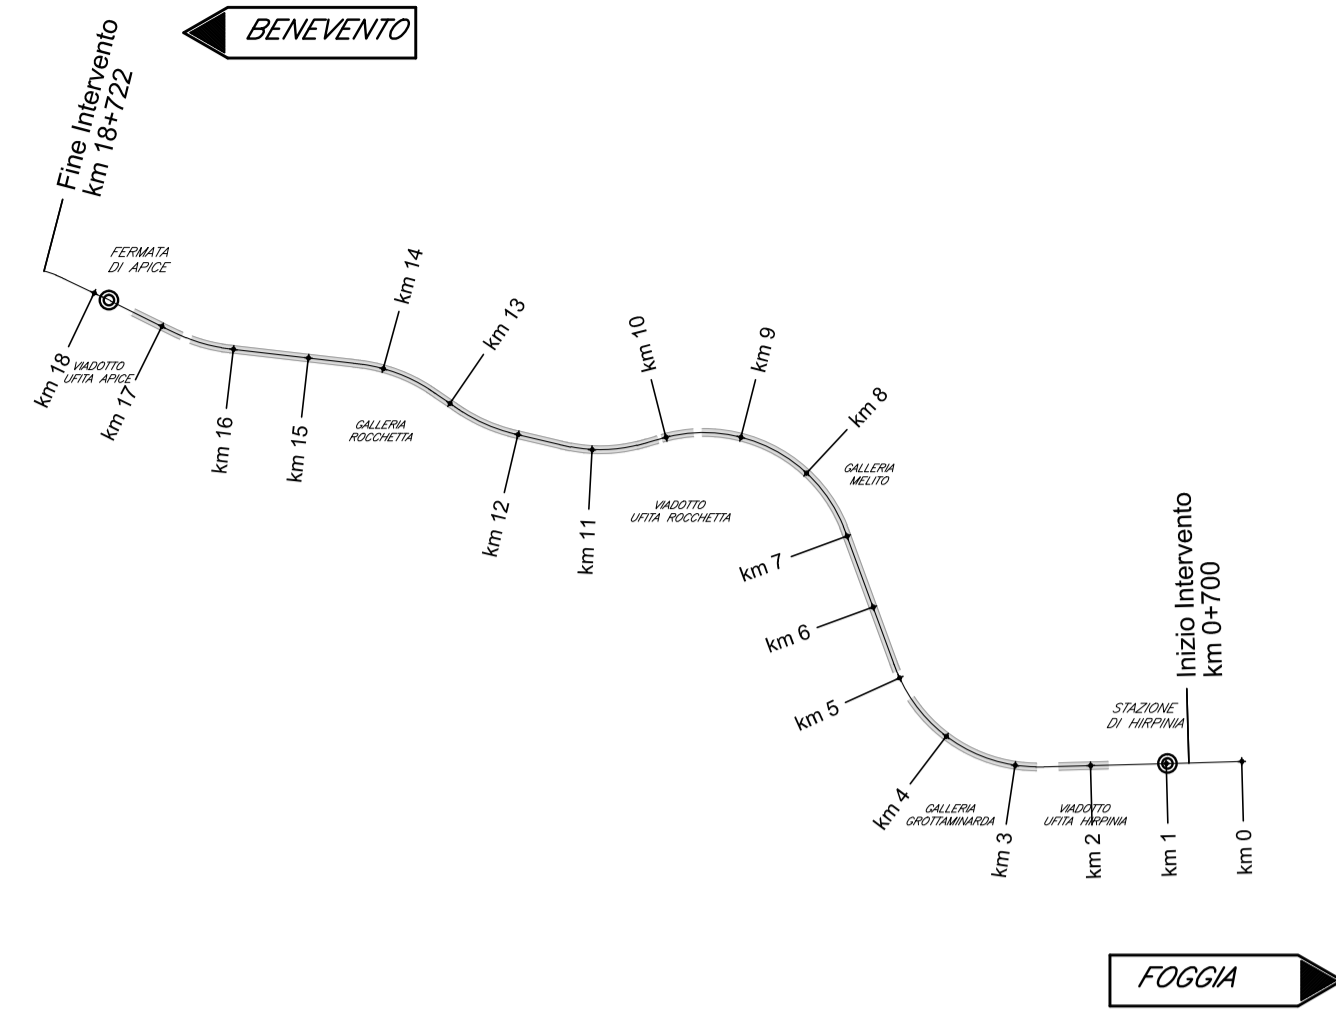 BENEVENTO
Fine Intervento
km 18+722
FERMATA
DI APICE
km 14
km 13
km 10
km 9
km 18
VIADOTTO
UFITA APICE
km 17
km 16
km 15
GALLERIA
ROCCHETTA
km 8
GALLERIA
MELITO
km 12
km 11
VIADOTTO
UFITA ROCCHETTA
km 7
km 6
km 5
Inizio Intervento
km 0+700
STAZIONE
DI HIRPINIA
km 4
GALLERIA
GROTTAMINARDA
VIADOTTO
UFITA HIRPINIA
km 3
km 2
km 1
km 0
FOGGIA